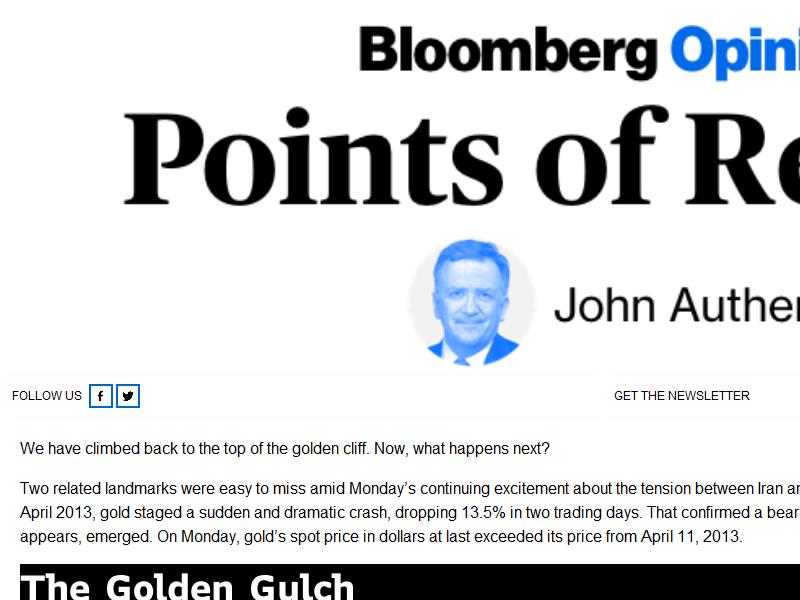 Bloomberg Opini
Points of Re
John Authe
FOLLOW US
GET THE NEWSLETTER
We have climbed back to the top of the golden cliff. Now, what happens next?
Two related landmarks were easy to miss amid Monday’s continuing excitement about the tension between Iran a
April 2013, gold staged a sudden and dramatic crash, dropping 13.5% in two trading days. That confirmed a bear
appears, emerged. On Monday, gold’s spot price in dollars at last exceeded its price from April 11, 2013.
The Golden Gulch